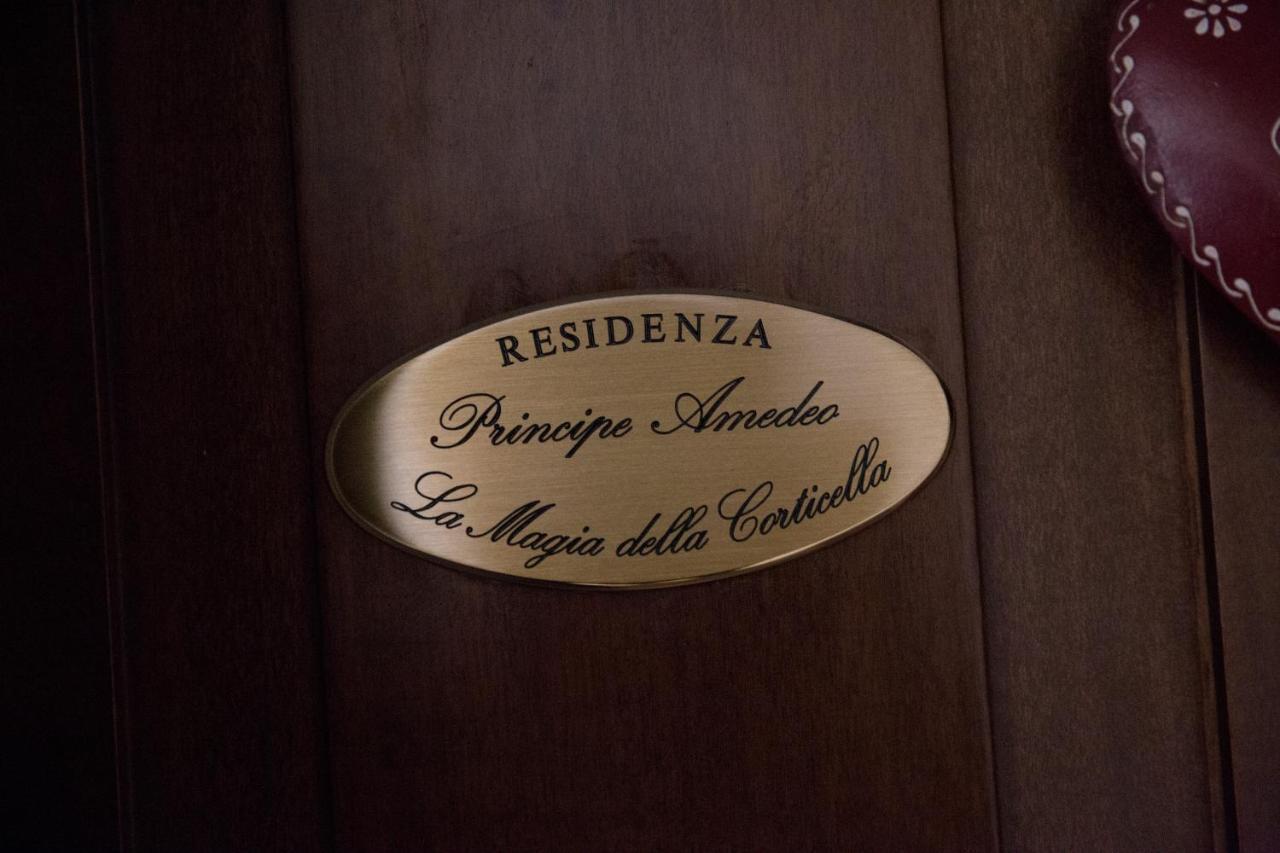 RESIDENZA
Principe Amedeo
La Magia della Corticella